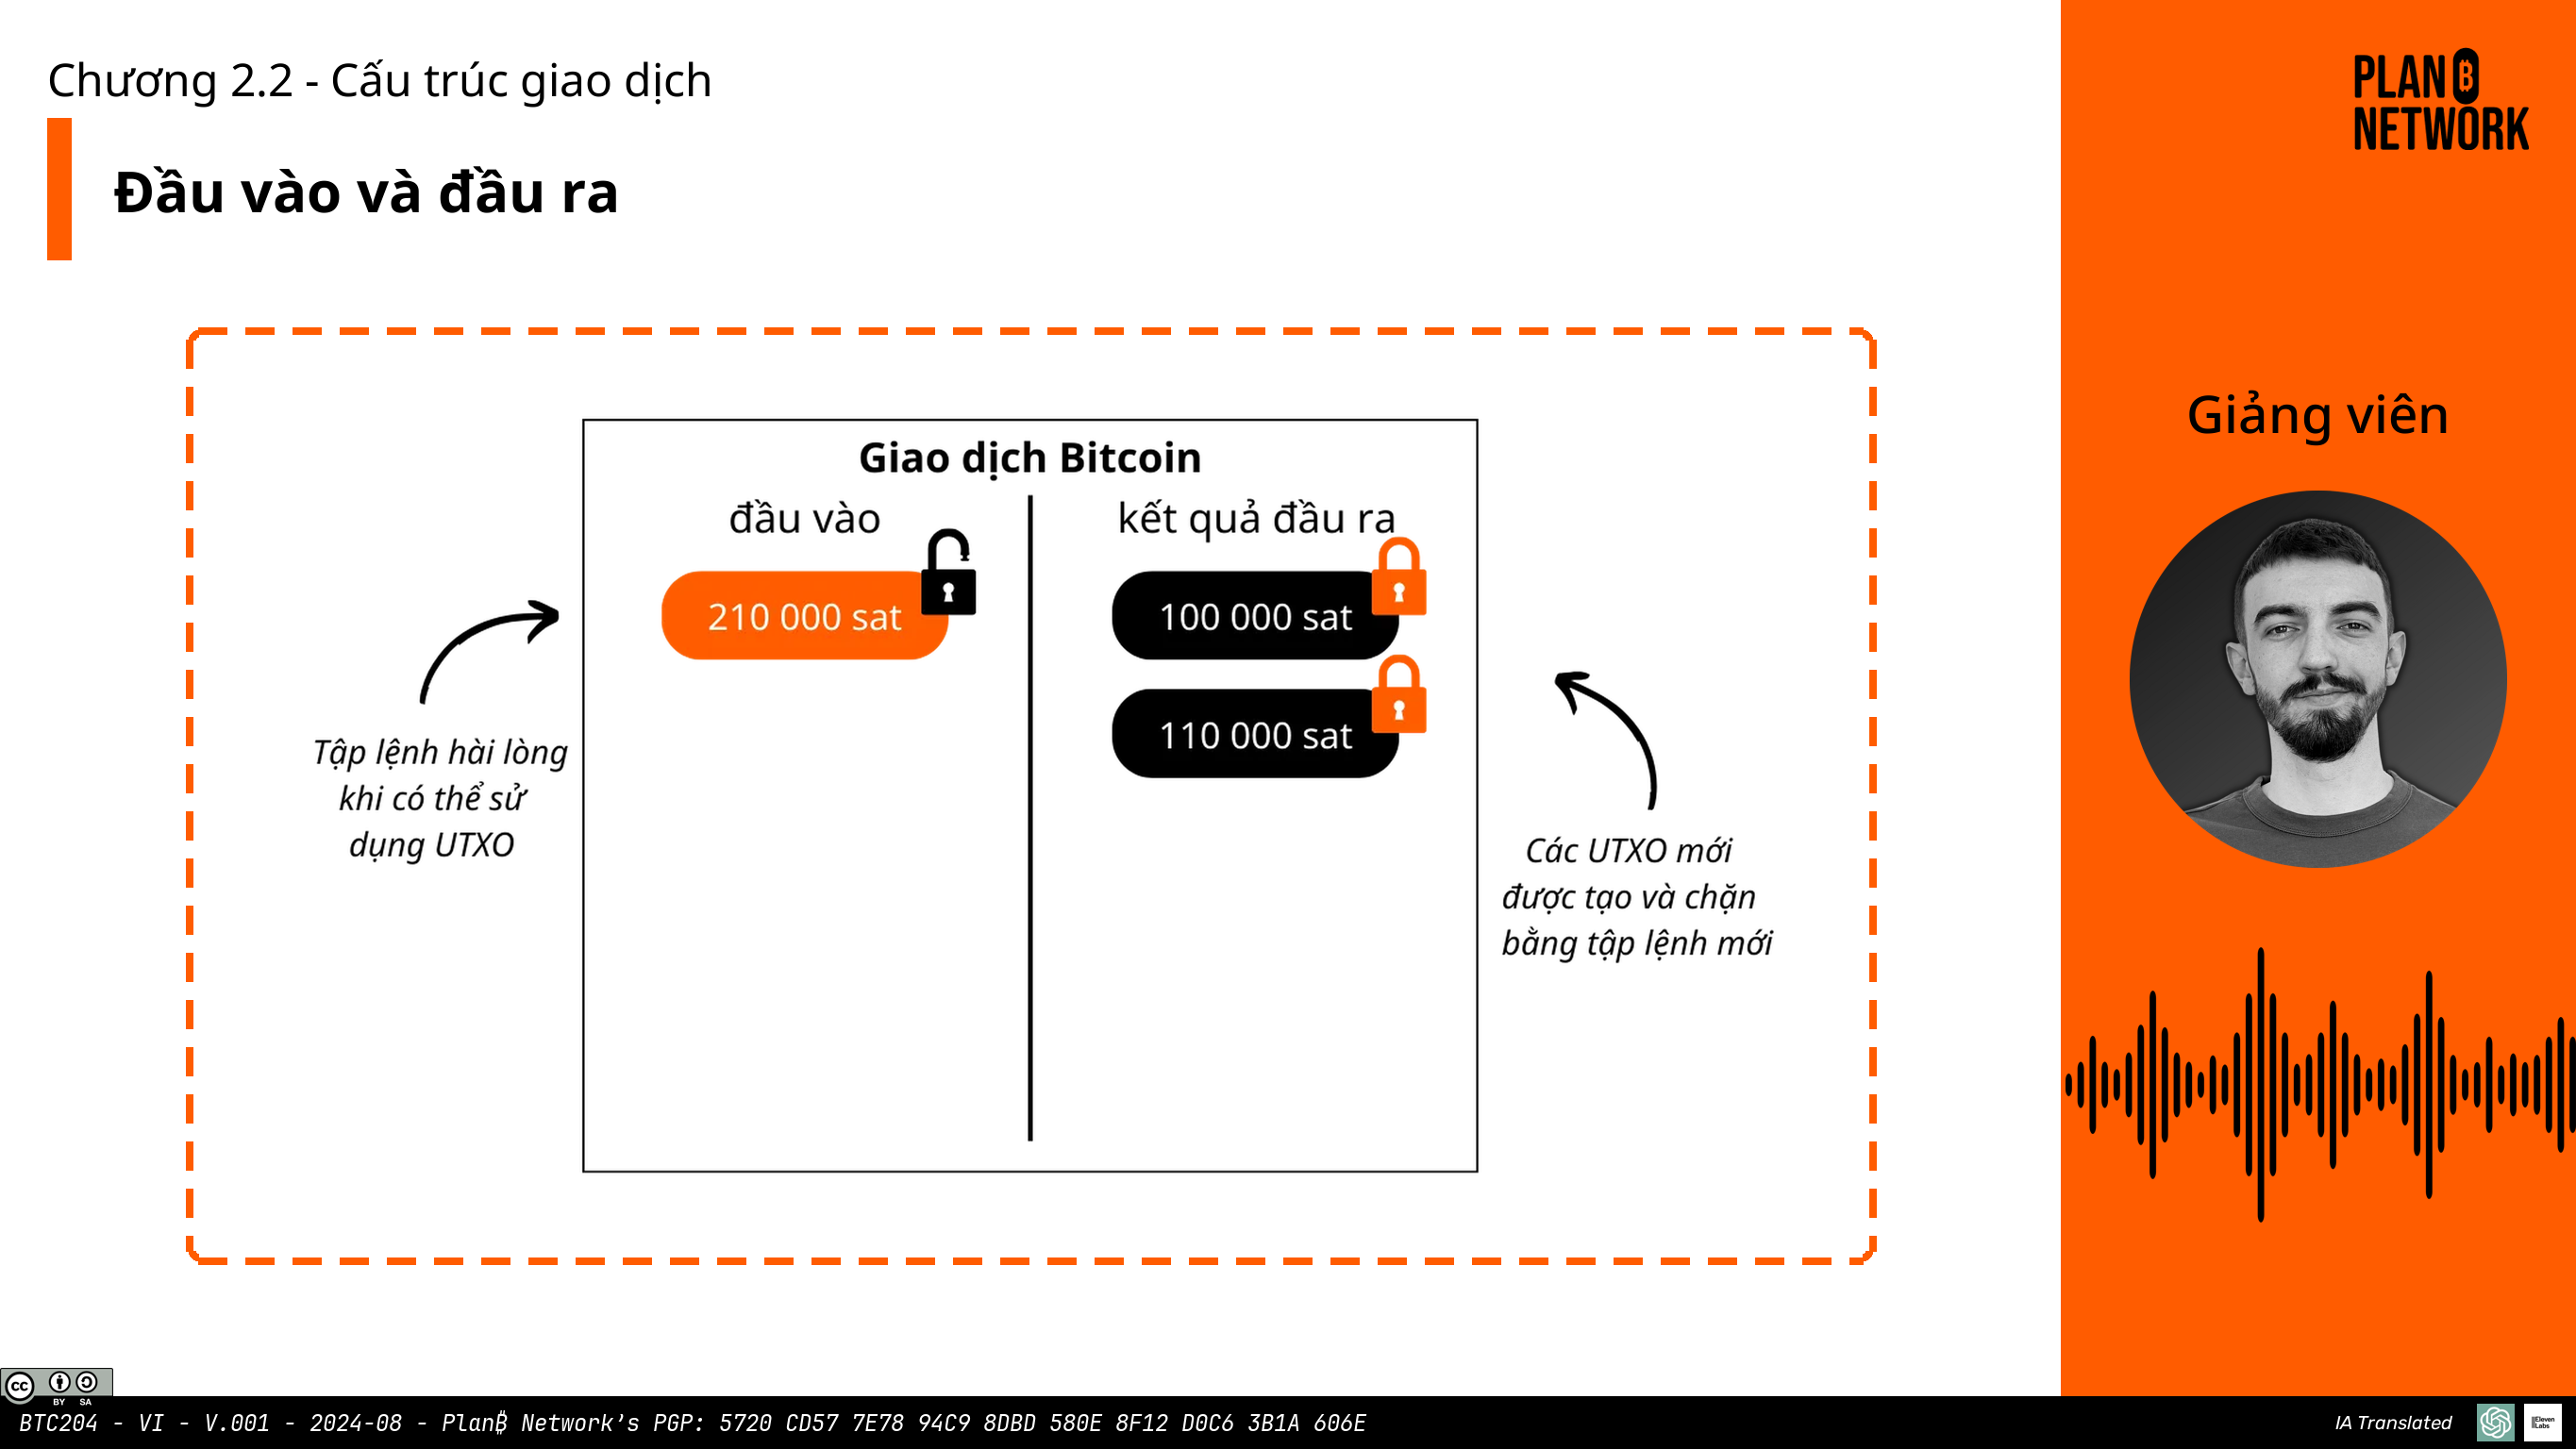 Chương 2.2 - Cấu trúc giao dịch
PLAN ₿
NETWORK
Đầu vào và đầu ra
Giảng viên
Giao dịch Bitcoin
đầu vào
kết quả đầu ra
210 000 sat
100 000 sat
110 000 sat
Tập lệnh hài lòng
khi có thể sử
dụng UTXO
Các UTXO mới
được tạo và chặn
bằng tập lệnh mới
cc
BY SA
BTC204 - VI - V.001 - 2024-08 - Plan₿ Network's PGP: 5720 CD57 7E78 94C9 8DBD 580E 8F12 D0C6 3B1A 606E
IA Translated
IIEleven
Labs